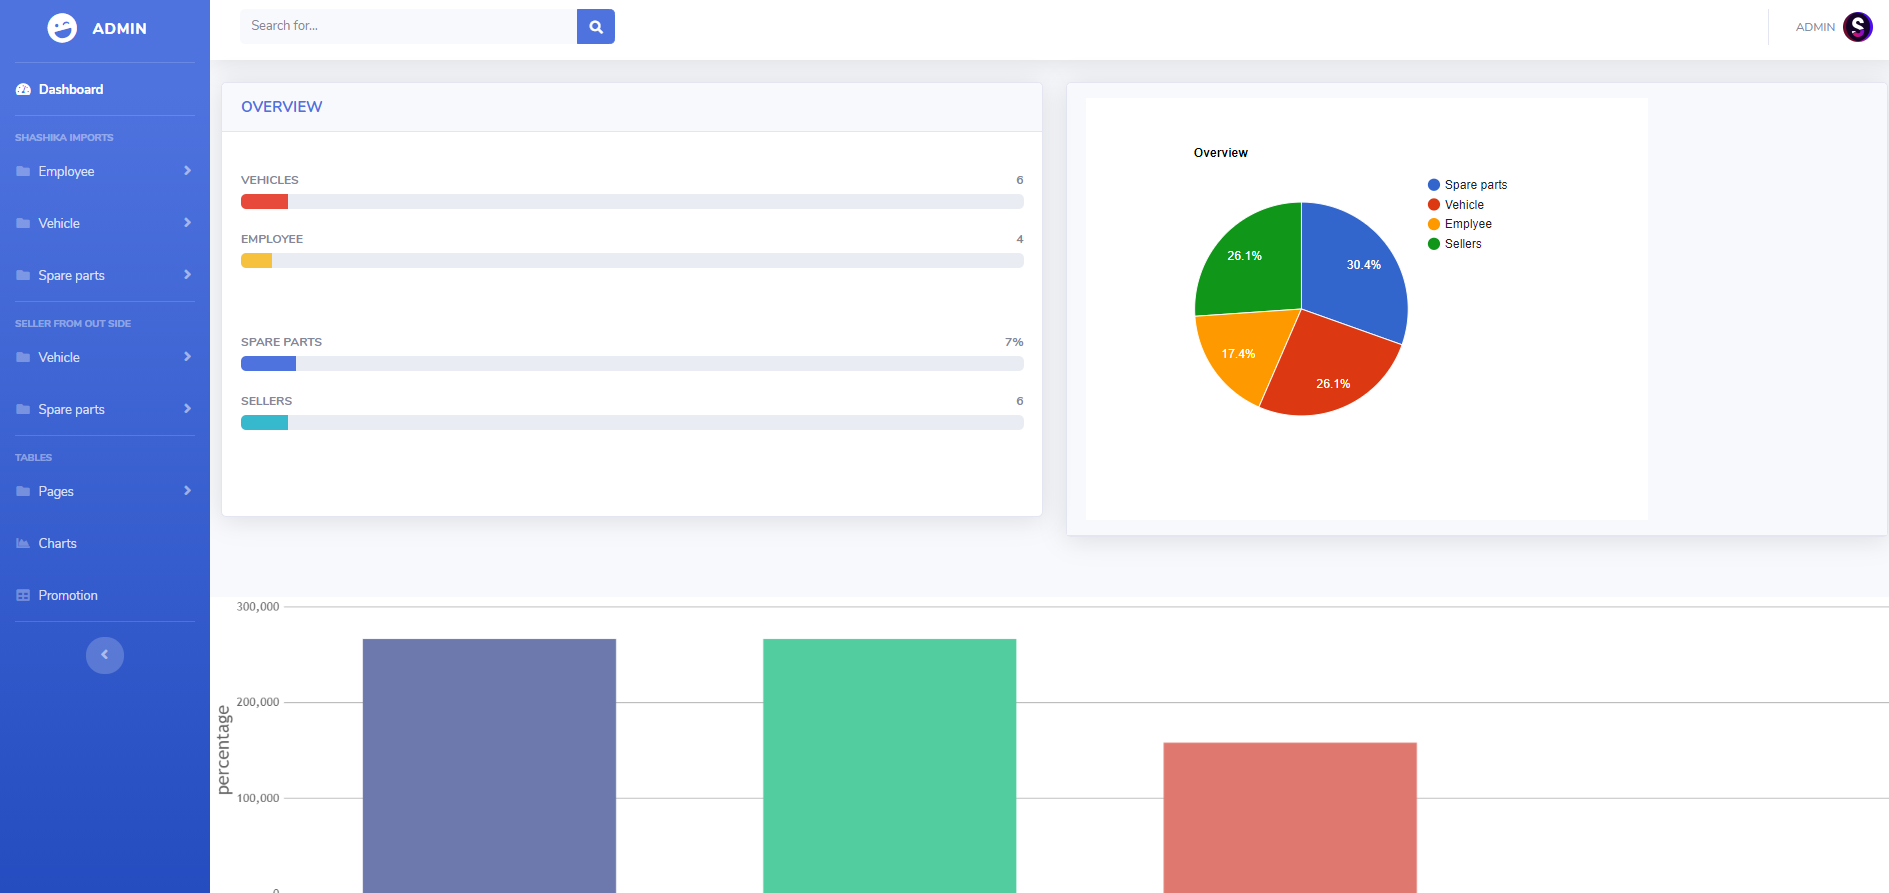 ADMIN
Search for...
ADMIN
Dashboard
SHASHIKA IMPORTS
Employee
Vehicle
Spare parts
SELLER FROM OUT SIDE
Vehicle
Spare parts
TABLES
Pages
Charts
Promotion
OVERVIEW
VEHICLES 6
EMPLOYEE 4
SPARE PARTS 7%
SELLERS 6
Overview
Spare parts
Vehicle
Emplyee
Sellers
26.1%
30.4%
17.4%
26.1%
300,000
200,000
percentage
100,000
0